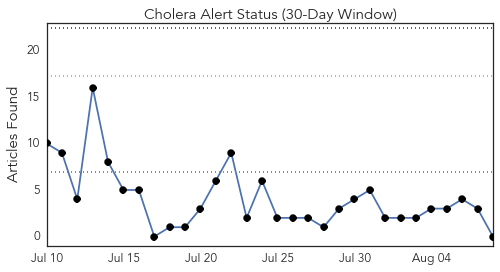 Cholera Alert Status (30-Day Window)
Articles Found
20
15
10
5
0
Jul 10 Jul 15 Jul 20 Jul 25 Jul 30 Aug 04